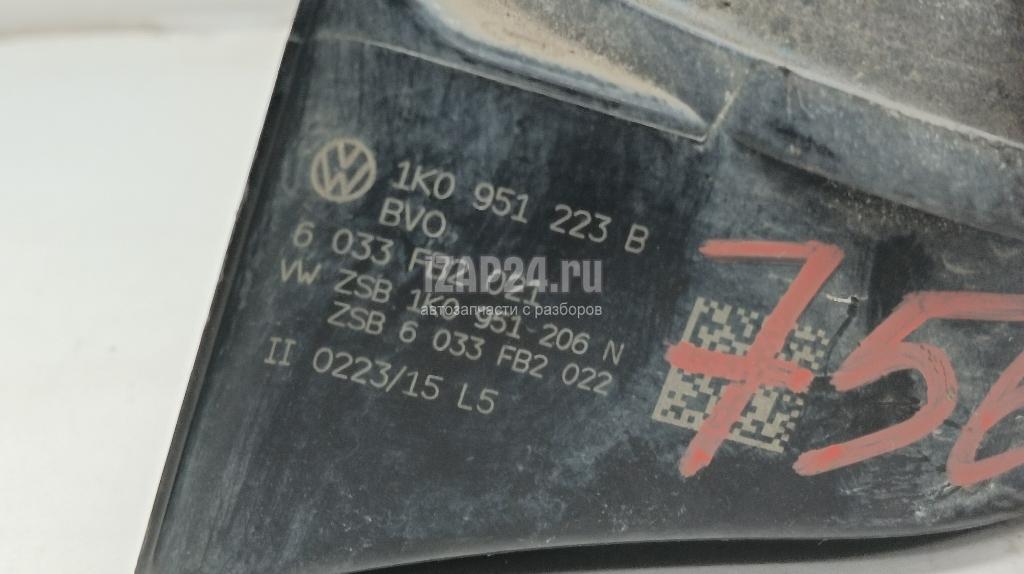 1K0 951 223 B
BVO
6 033 FB2 021
VW ZSB 1K0 951 206 N
ZSB 6 033 FB2 022
II 0223/15 L5
IZAP24.ru
автозапчасти с разборов